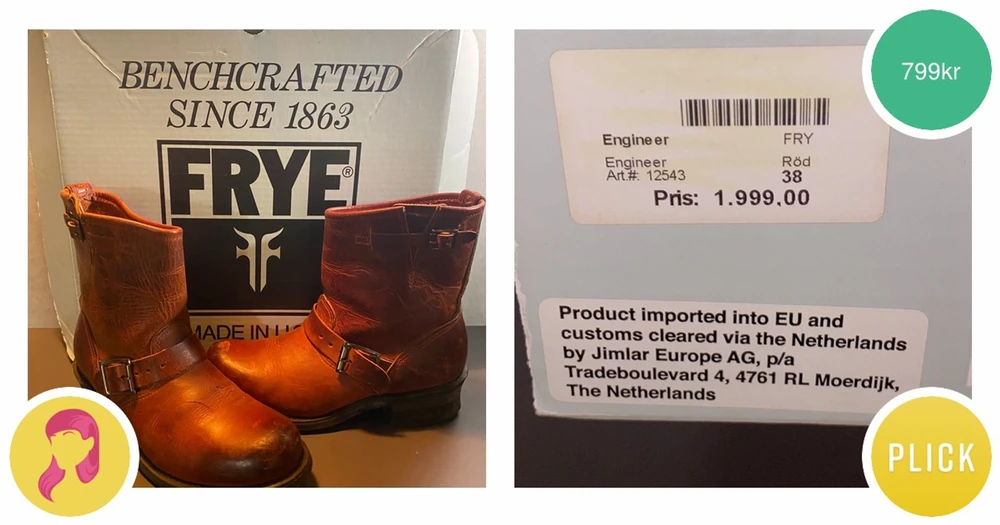 BENCHCRAFTED
SINCE 1863
FRYE®
MADE IN U
799kr
Engineer FRY
Engineer Röd
Art.#: 12543 38
Pris: 1.999,00
Product imported into EU and
customs cleared via the Netherlands
by Jimlar Europe AG, p/a
Tradeboulevard 4, 4761 RL Moerdijk,
The Netherlands
PLICK